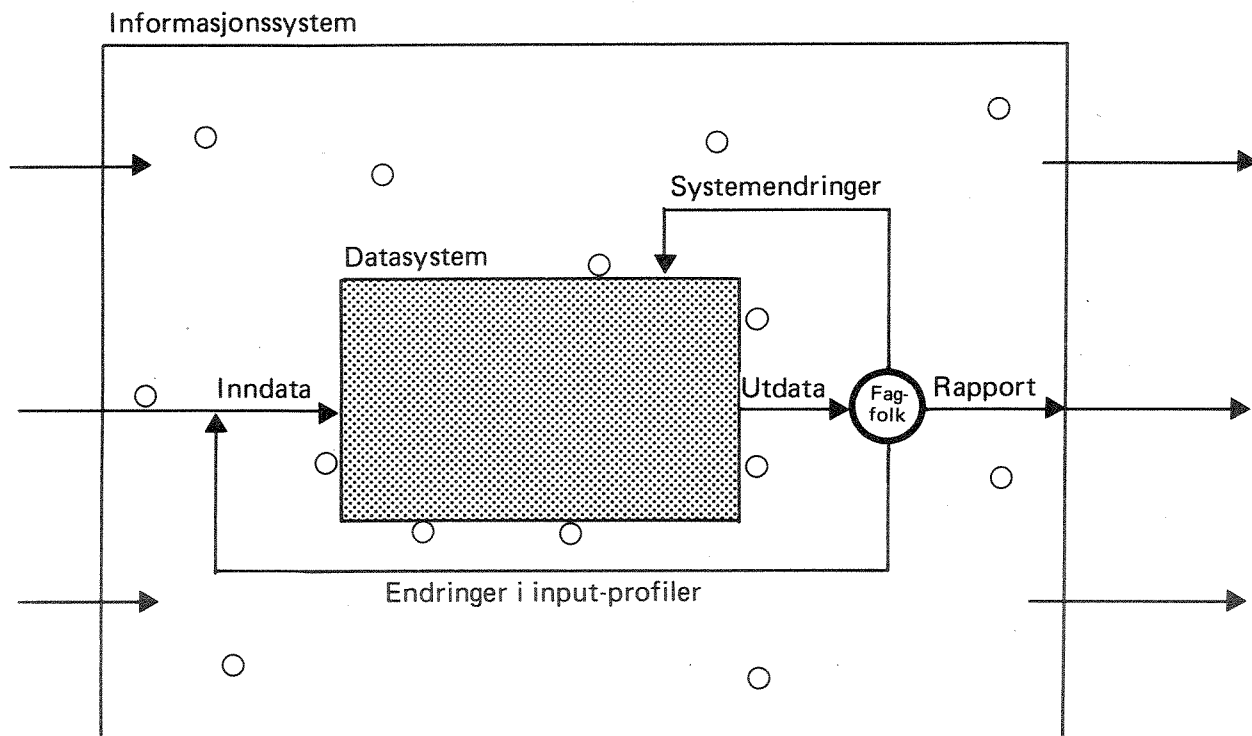 Informasjonssystem
Systemendringer
Datasystem
Inndata
Utdata
Fag-
folk
Rapport
Endringer i input-profiler